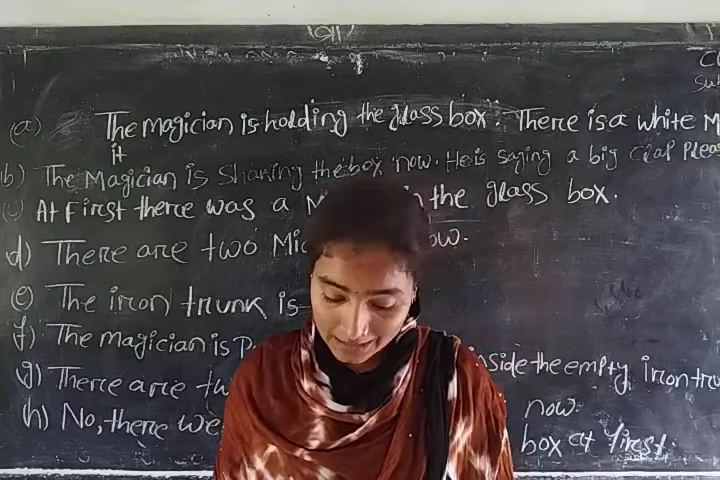 (a) The magician is holding the glass box. There is a white M
it
b) The Magician is Shaking the box now. He is saying a big clap Pleas
(c) At First there was a M in the glass box.
d) There are two Mic ow.
(e) The iron trunk is
f) The magician is P inside the empty iron tru
g) There are tw now.
(h) No, there we box at first.